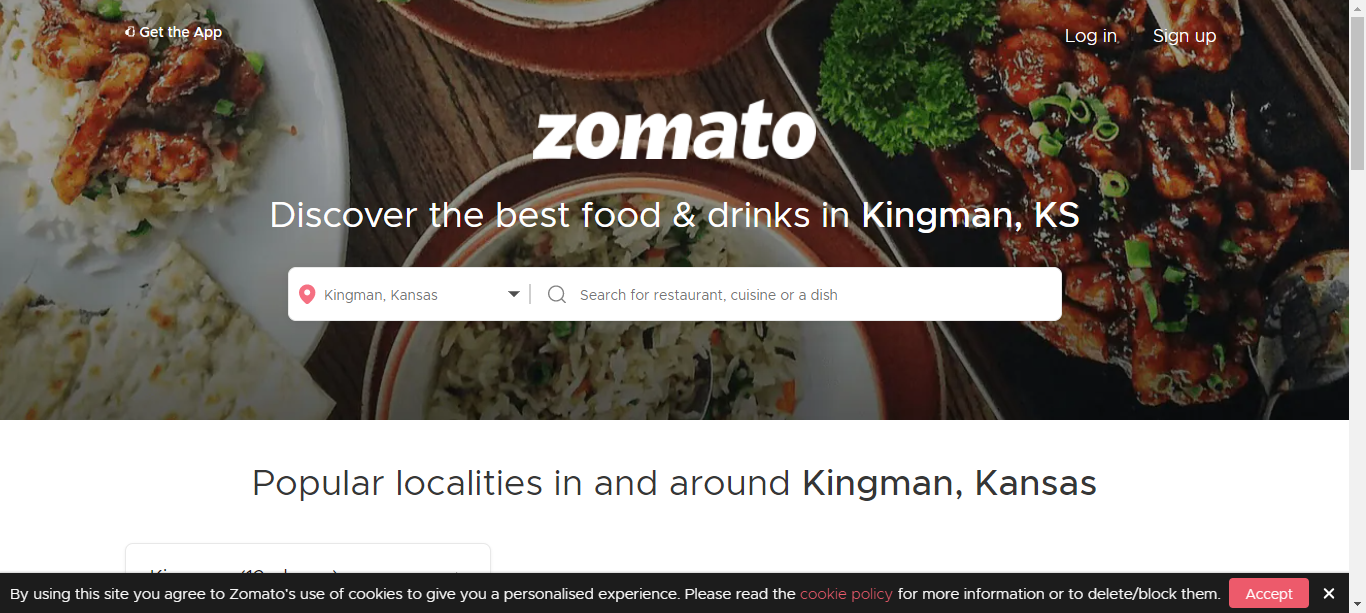 Get the App
Log in
Sign up
zomato
Discover the best food & drinks in Kingman, KS
Kingman, Kansas
Search for restaurant, cuisine or a dish
Popular localities in and around Kingman, Kansas
By using this site you agree to Zomato's use of cookies to give you a personalised experience. Please read the cookie policy for more information or to delete/block them.
Accept